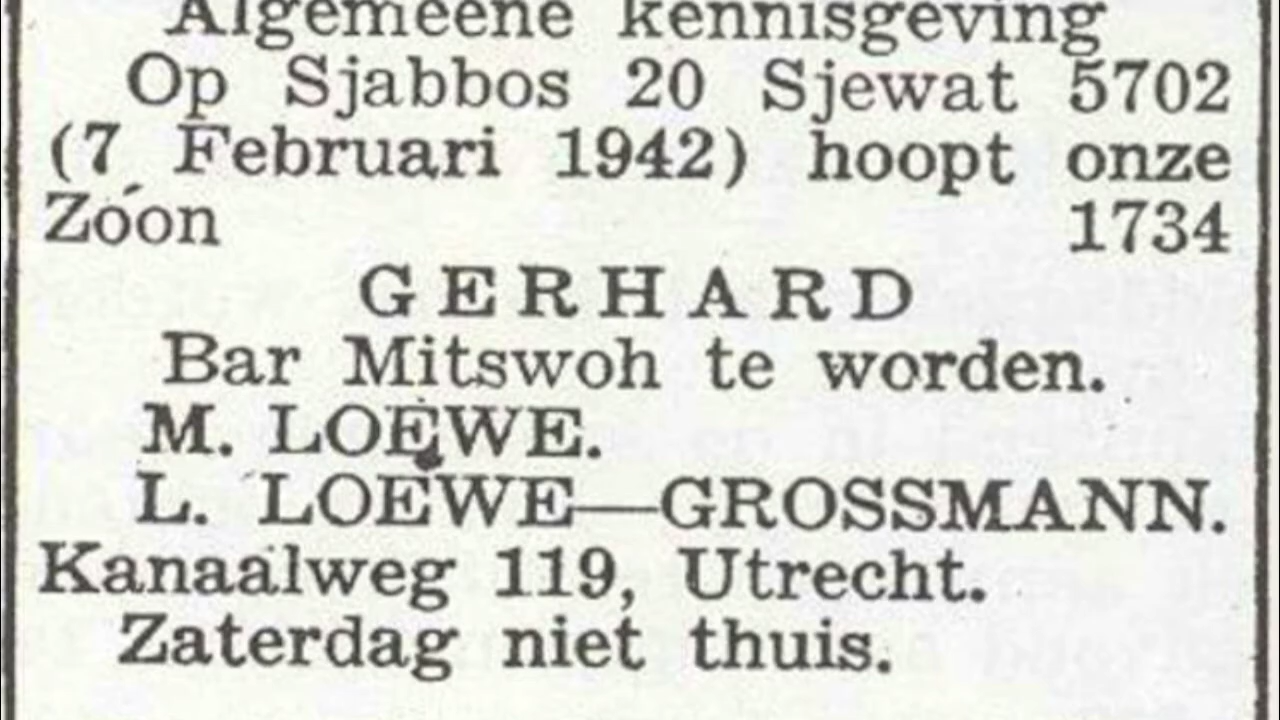 Algemeene kennisgeving
Op Sjabbos 20 Sjewat 5702
(7 Februari 1942) hoopt onze
Zoon 1734
GERHARD
Bar Mitswoh te worden.
M. LOEWE.
L. LOEWE—GROSSMANN.
Kanaalweg 119, Utrecht.
Zaterdag niet thuis.